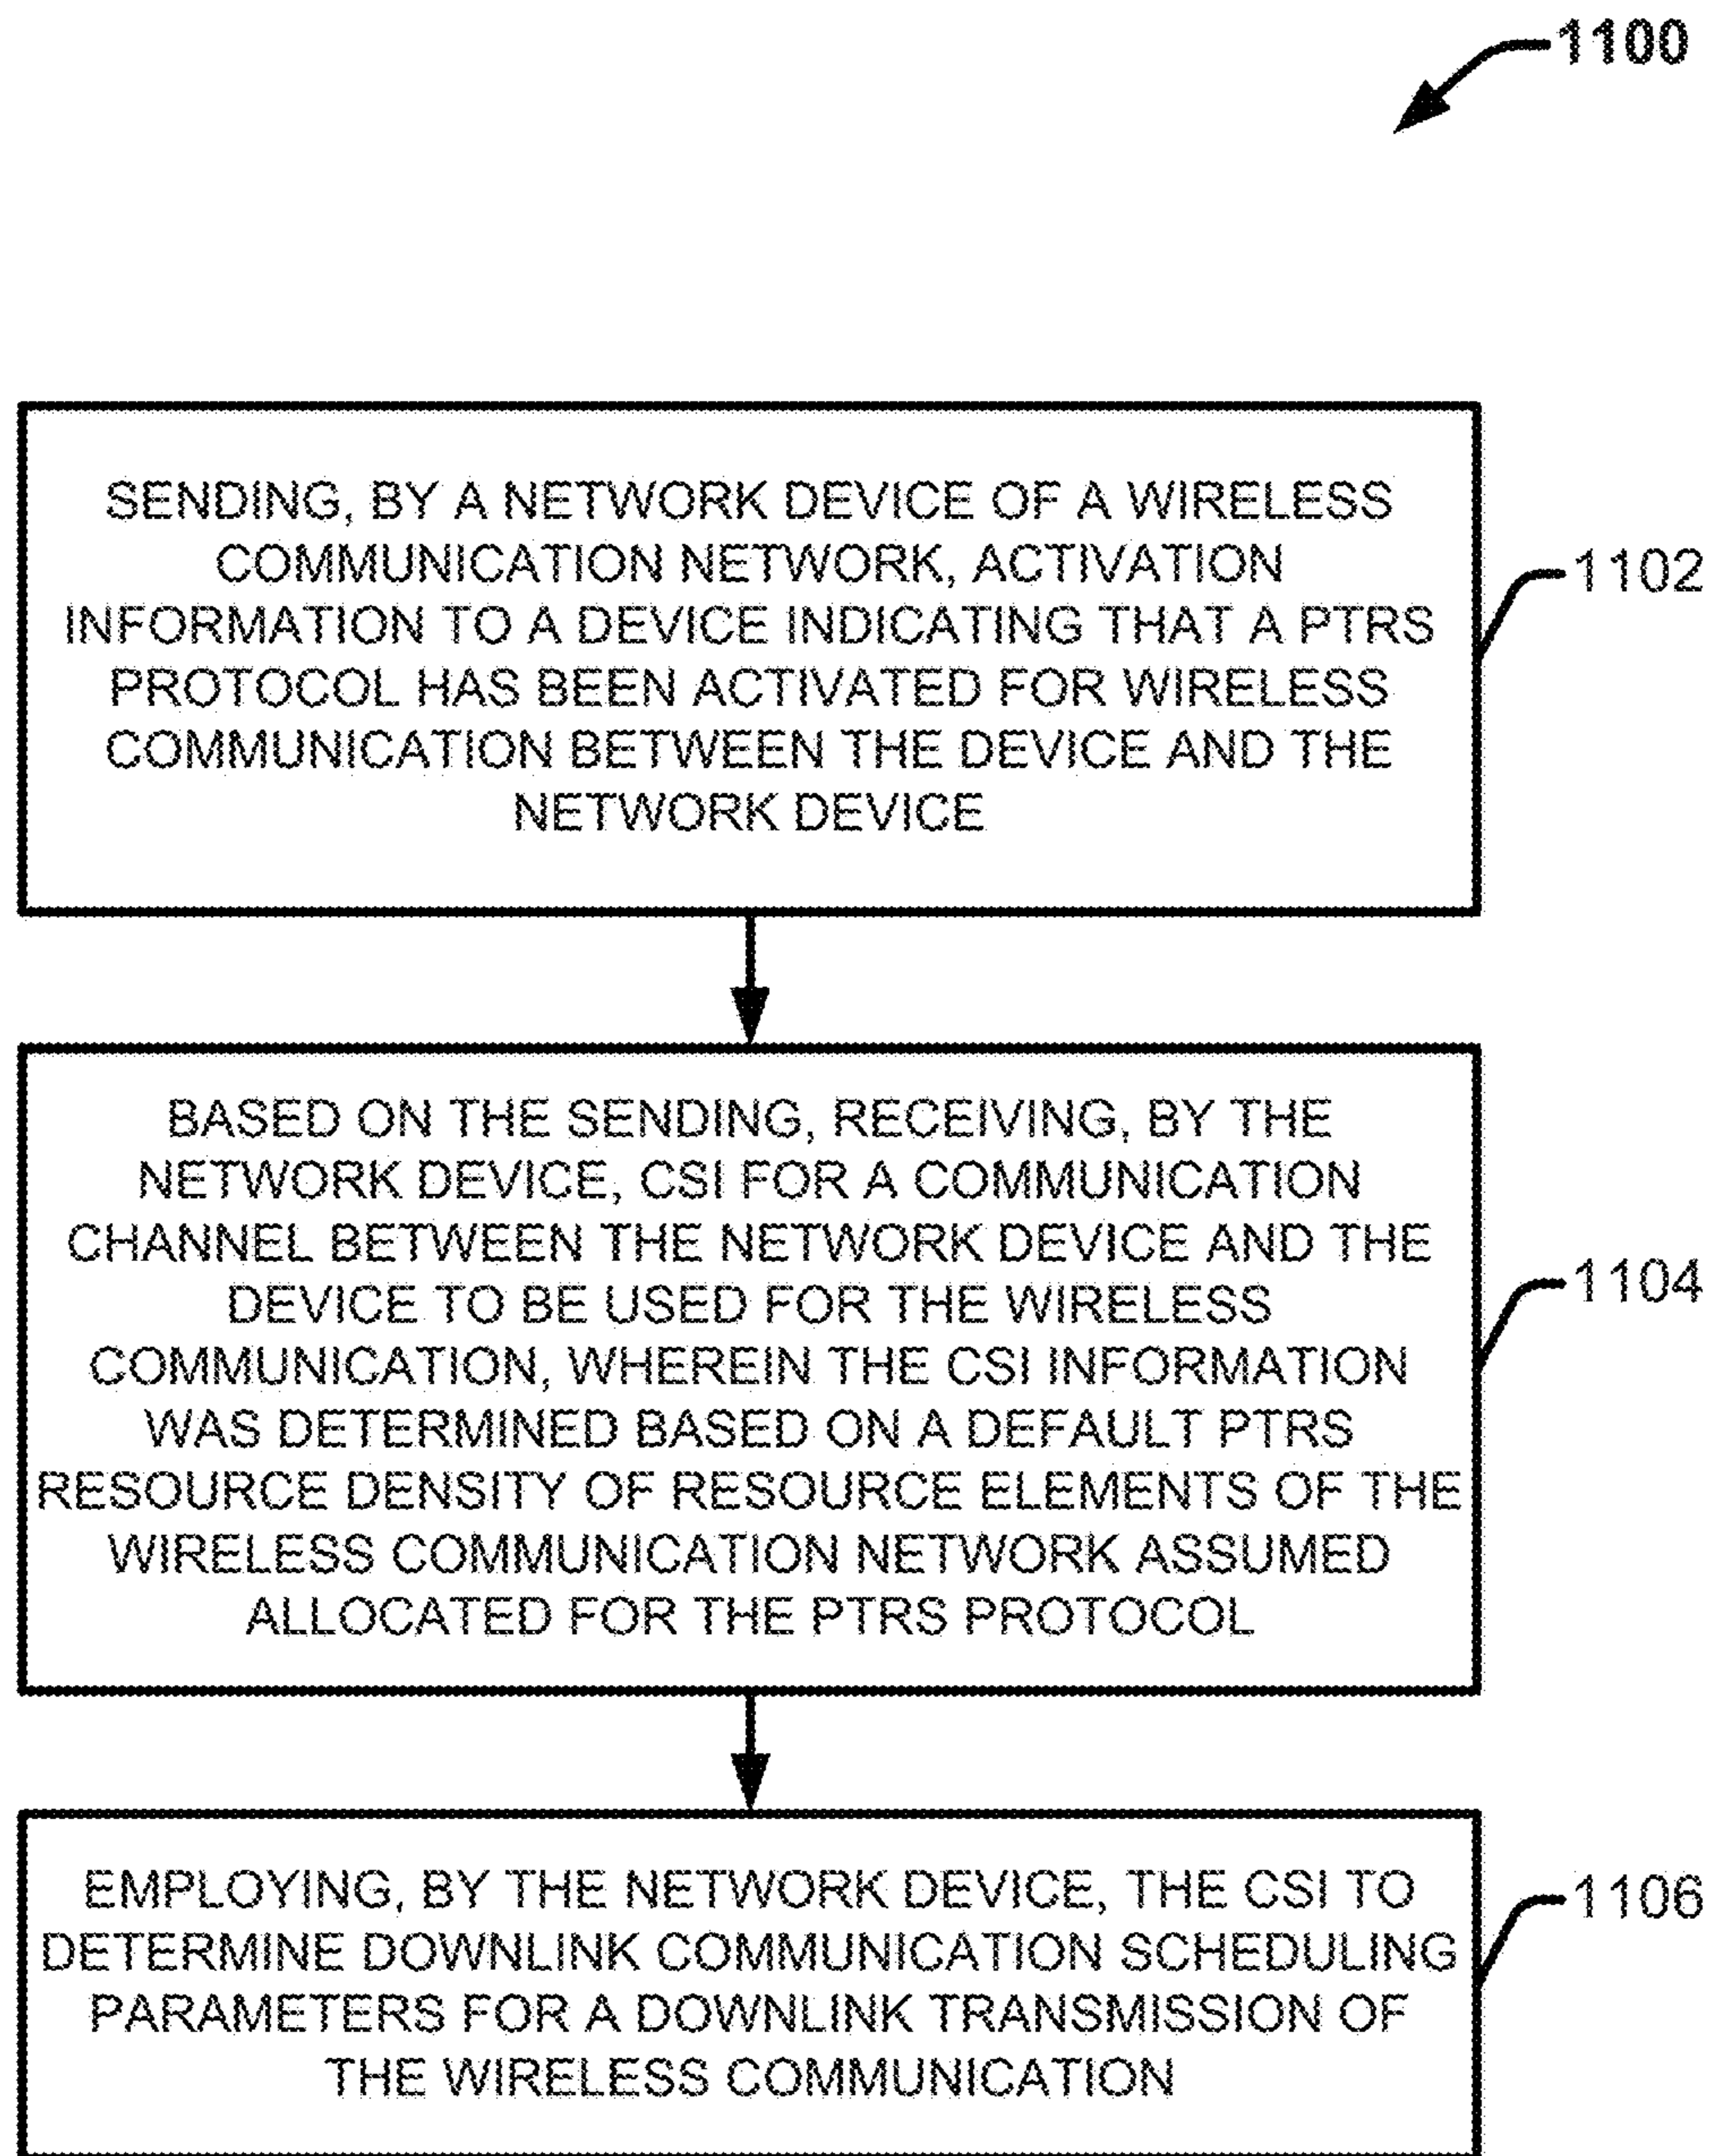 1100
SENDING, BY A NETWORK DEVICE OF A WIRELESS
COMMUNICATION NETWORK, ACTIVATION
INFORMATION TO A DEVICE INDICATING THAT A PTRS
PROTOCOL HAS BEEN ACTIVATED FOR WIRELESS
COMMUNICATION BETWEEN THE DEVICE AND THE
NETWORK DEVICE
1102
BASED ON THE SENDING, RECEIVING, BY THE
NETWORK DEVICE, CSI FOR A COMMUNICATION
CHANNEL BETWEEN THE NETWORK DEVICE AND THE
DEVICE TO BE USED FOR THE WIRELESS
COMMUNICATION, WHEREIN THE CSI INFORMATION
WAS DETERMINED BASED ON A DEFAULT PTRS
RESOURCE DENSITY OF RESOURCE ELEMENTS OF THE
WIRELESS COMMUNICATION NETWORK ASSUMED
ALLOCATED FOR THE PTRS PROTOCOL
1104
EMPLOYING, BY THE NETWORK DEVICE, THE CSI TO
DETERMINE DOWNLINK COMMUNICATION SCHEDULING
PARAMETERS FOR A DOWNLINK TRANSMISSION OF
THE WIRELESS COMMUNICATION
1106